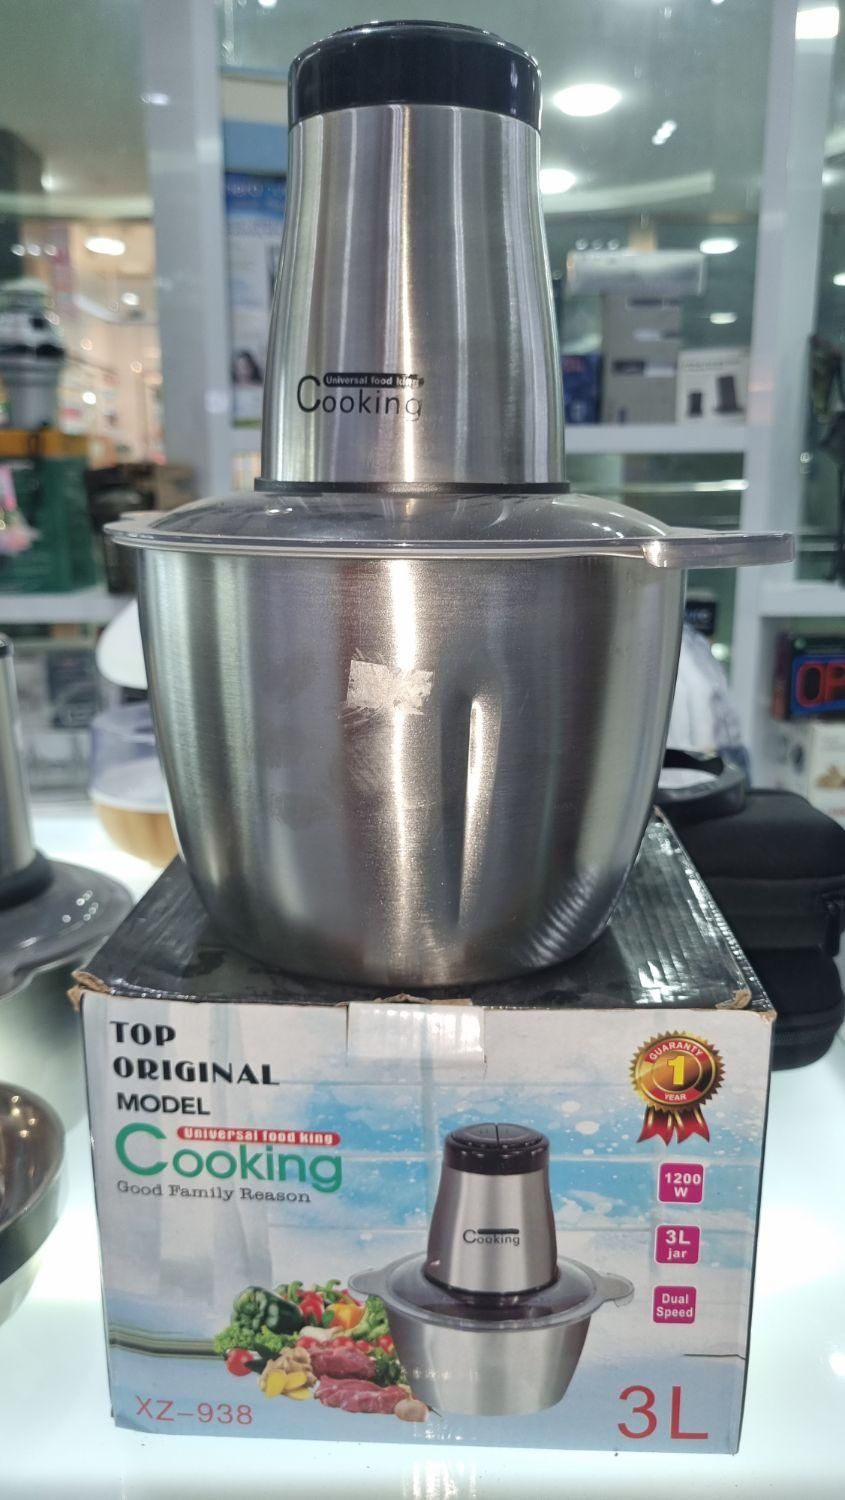 Universal food king
Cooking
OP
TOP
ORIGINAL
MODEL
Universal food king
Cooking
Good Family Reason
GUARANTY
1
YEAR
1200
W
3L
jar
Dual
Speed
Cooking
XZ-938
3L